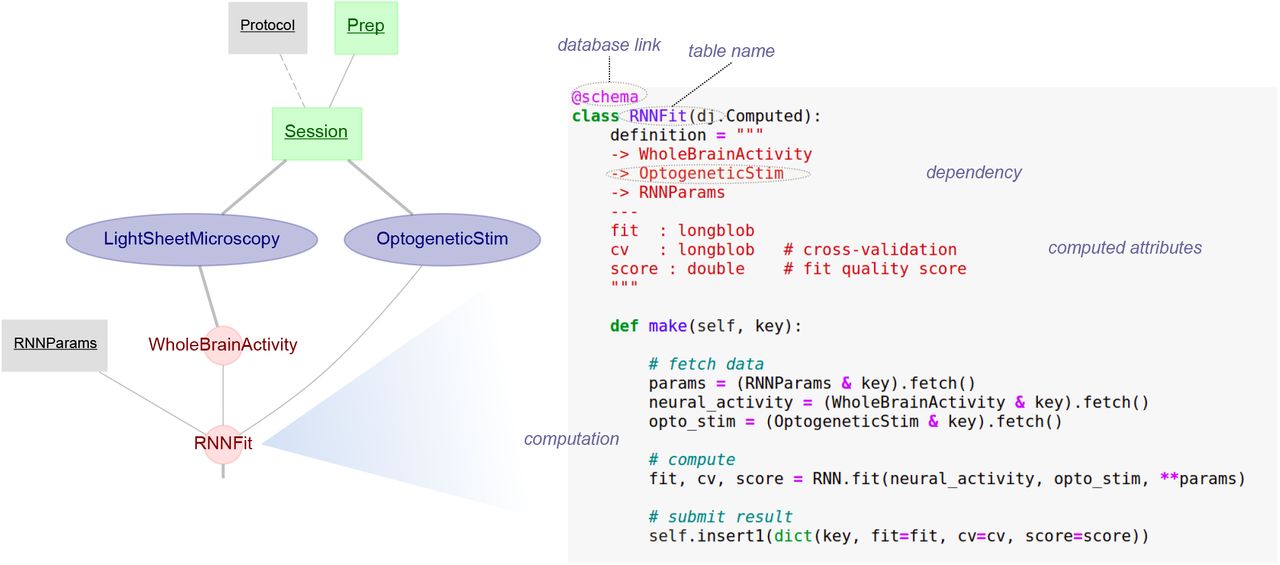 Protocol
Prep
Session
LightSheetMicroscopy
OptogeneticStim
RNNParams
WholeBrainActivity
RNNFit
database link
table name
dependency
computed attributes
computation
@schema
class RNNFit(dj.Computed):
    definition = """
    -> WholeBrainActivity
    -> OptogeneticStim
    -> RNNParams
    ---
    fit  : longblob
    cv   : longblob   # cross-validation
    score : double    # fit quality score
    """
    def make(self, key):
        # fetch data
        params = (RNNParams & key).fetch()
        neural_activity = (WholeBrainActivity & key).fetch()
        opto_stim = (OptogeneticStim & key).fetch()
        # compute
        fit, cv, score = RNN.fit(neural_activity, opto_stim, **params)
        # submit result
        self.insert1(dict(key, fit=fit, cv=cv, score=score))